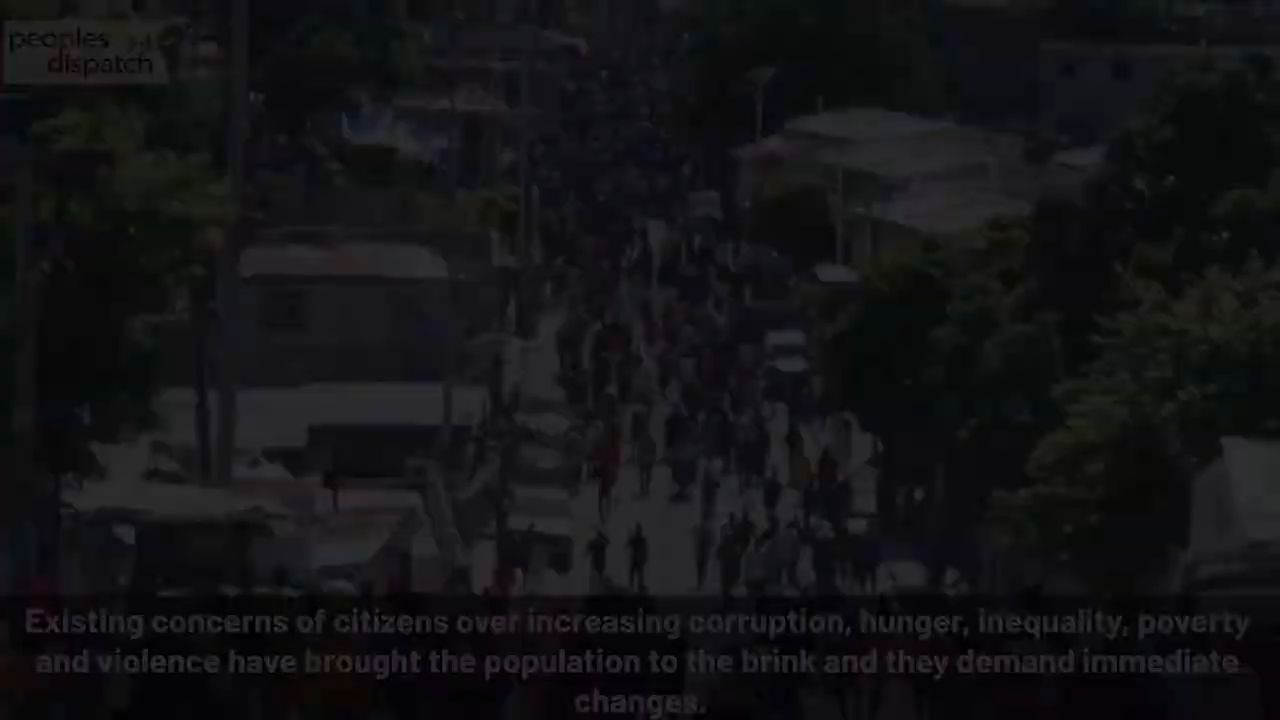 peoples
dispatch
Existing concerns of citizens over increasing corruption, hunger, inequality, poverty
and violence have brought the population to the brink and they demand immediate
changes.